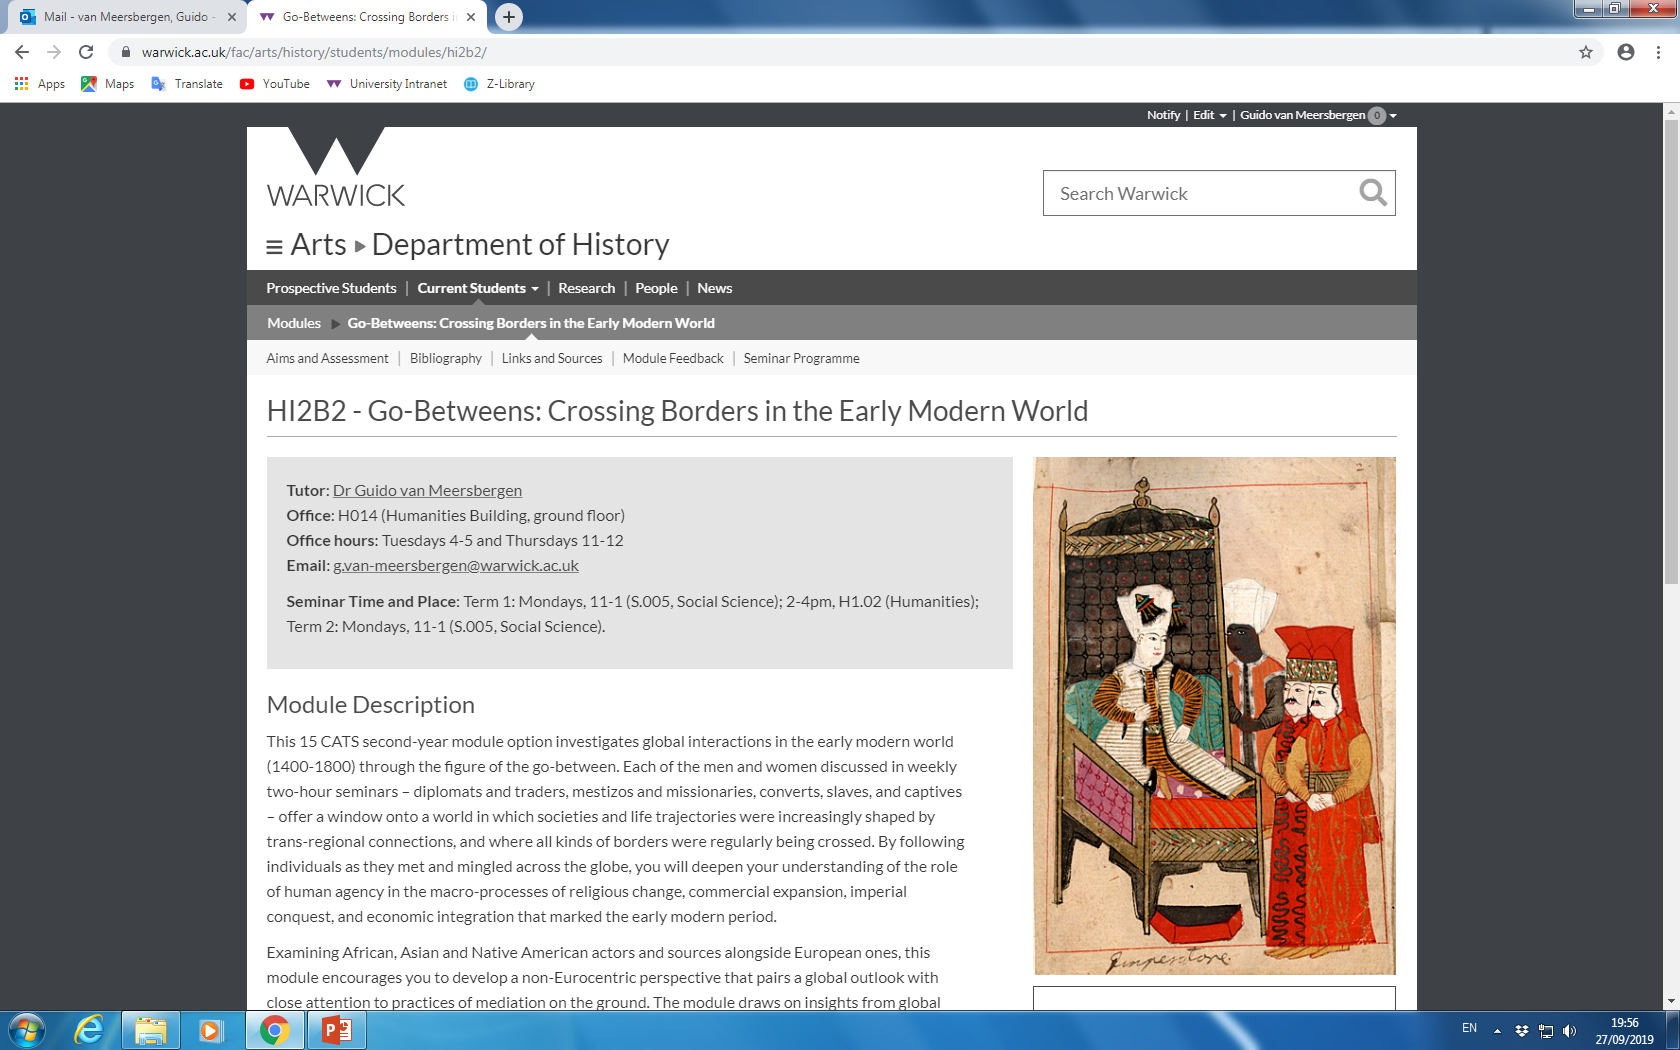 Mail - van Meersbergen, Guido -
Go-Betweens: Crossing Borders i
warwick.ac.uk/fac/arts/history/students/modules/hi2b2/
Apps Maps Translate YouTube University Intranet Z-Library
Notify | Edit | Guido van Meersbergen 0
WARWICK
Search Warwick
Arts Department of History
Prospective Students | Current Students | Research | People | News
Modules Go-Betweens: Crossing Borders in the Early Modern World
Aims and Assessment | Bibliography | Links and Sources | Module Feedback | Seminar Programme
HI2B2 - Go-Betweens: Crossing Borders in the Early Modern World
Tutor: Dr Guido van Meersbergen
Office: H014 (Humanities Building, ground floor)
Office hours: Tuesdays 4-5 and Thursdays 11-12
Email: g.van-meersbergen@warwick.ac.uk
Seminar Time and Place: Term 1: Mondays, 11-1 (S.005, Social Science); 2-4pm, H1.02 (Humanities);
Term 2: Mondays, 11-1 (S.005, Social Science).
Module Description
This 15 CATS second-year module option investigates global interactions in the early modern world
(1400-1800) through the figure of the go-between. Each of the men and women discussed in weekly
two-hour seminars – diplomats and traders, mestizos and missionaries, converts, slaves, and captives
– offer a window onto a world in which societies and life trajectories were increasingly shaped by
trans-regional connections, and where all kinds of borders were regularly being crossed. By following
individuals as they met and mingled across the globe, you will deepen your understanding of the role
of human agency in the macro-processes of religious change, commercial expansion, imperial
conquest, and economic integration that marked the early modern period.
Examining African, Asian and Native American actors and sources alongside European ones, this
module encourages you to develop a non-Eurocentric perspective that pairs a global outlook with
close attention to practices of mediation on the ground. The module draws on insights from global
EN
19:56
27/09/2019